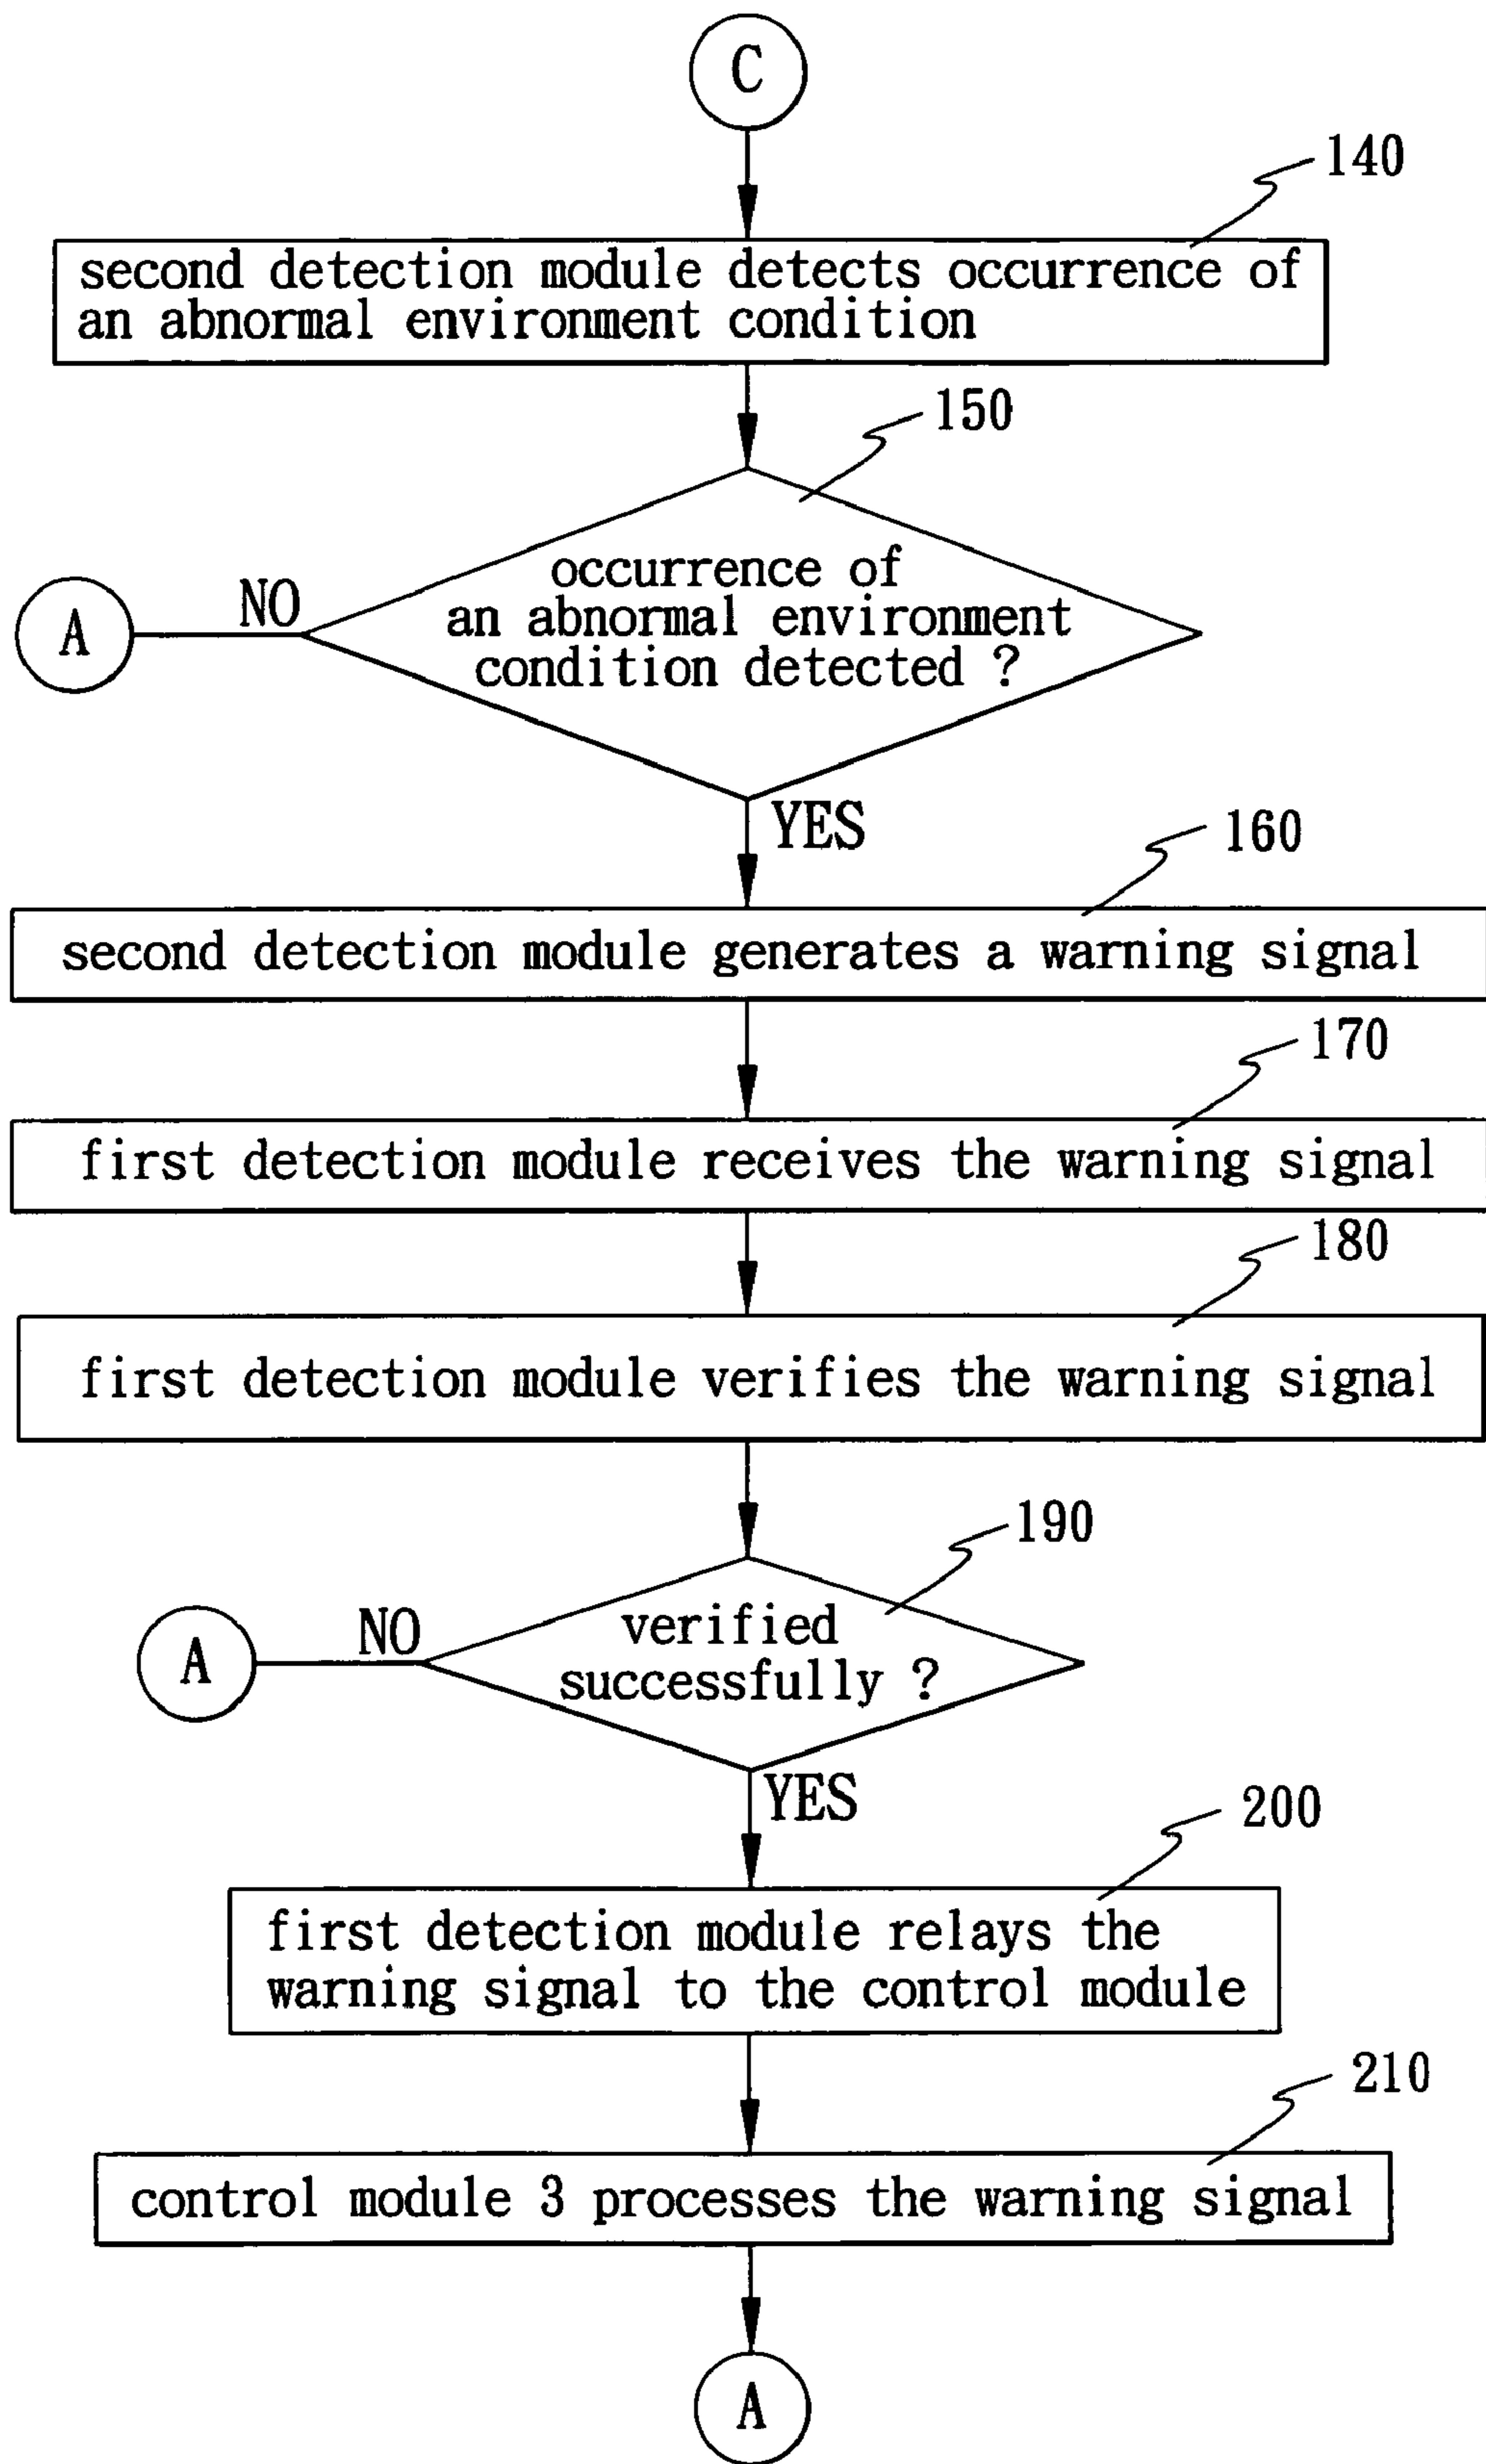 C
140
second detection module detects occurrence of
an abnormal environment condition
150
occurrence of
an abnormal environment
condition detected ?
NO
A
YES
160
second detection module generates a warning signal
170
first detection module receives the warning signal
180
first detection module verifies the warning signal
190
verified
successfully ?
NO
A
YES
200
first detection module relays the
warning signal to the control module
210
control module 3 processes the warning signal
A